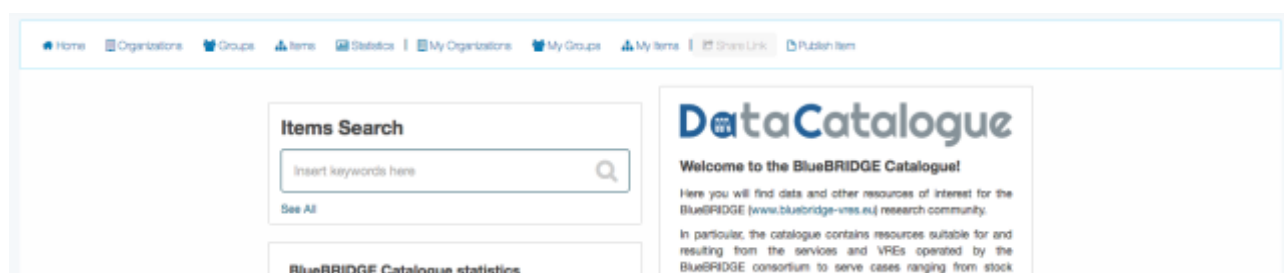 Home Organizations Groups Items Statistics | My Organizations My Groups My Items | Share Link Publish Item
Items Search
Insert keywords here
See All
BlueBRIDGE Catalogue statistics
DataCatalogue
Welcome to the BlueBRIDGE Catalogue!
Here you will find data and other resources of interest for the
BlueBRIDGE (www.bluebridge-vres.eu) research community.
In particular, the catalogue contains resources suitable for and
resulting from the services and VREs operated by the
BlueBRIDGE consortium to serve cases ranging from stock